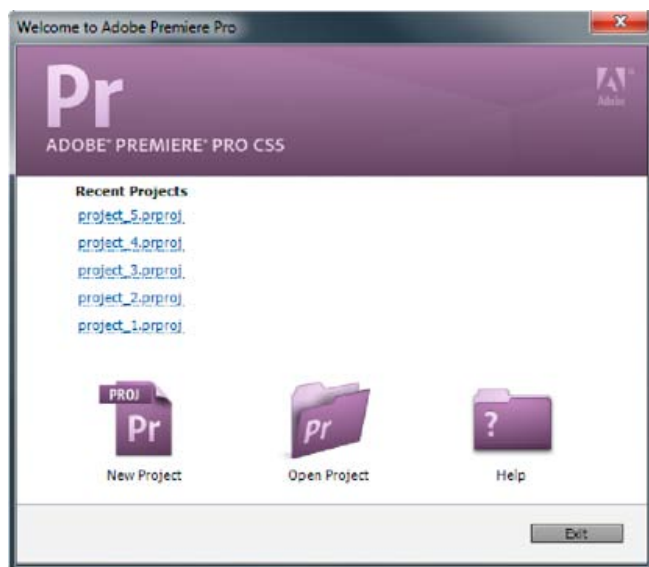 Welcome to Adobe Premiere Pro
Pr
Adobe
ADOBE® PREMIERE® PRO CS5
Recent Projects
project_5.prproj
project_4.prproj
project_3.prproj
project_2.prproj
project_1.prproj
PROJ
Pr
Pr
?
New Project
Open Project
Help
Exit